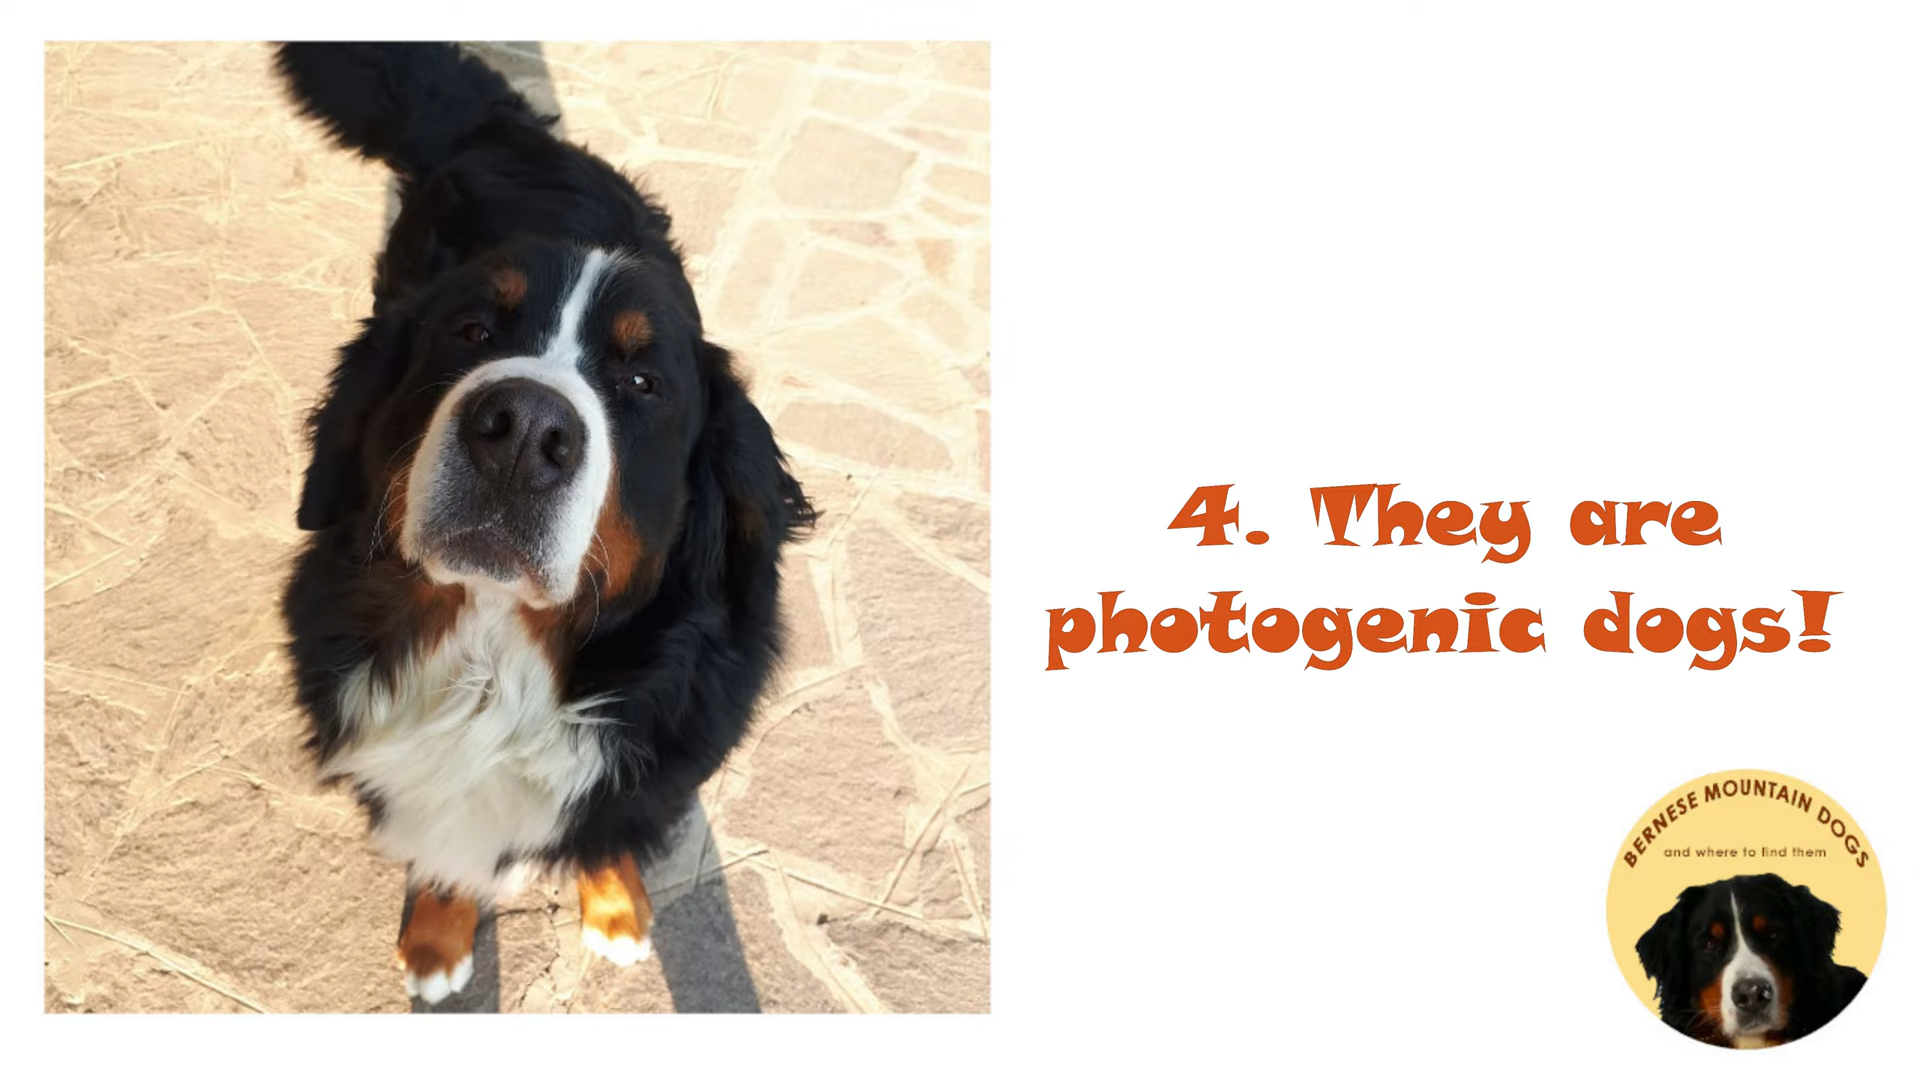 4. They are
photogenic dogs!
BERNESE MOUNTAIN DOGS
and where to find them